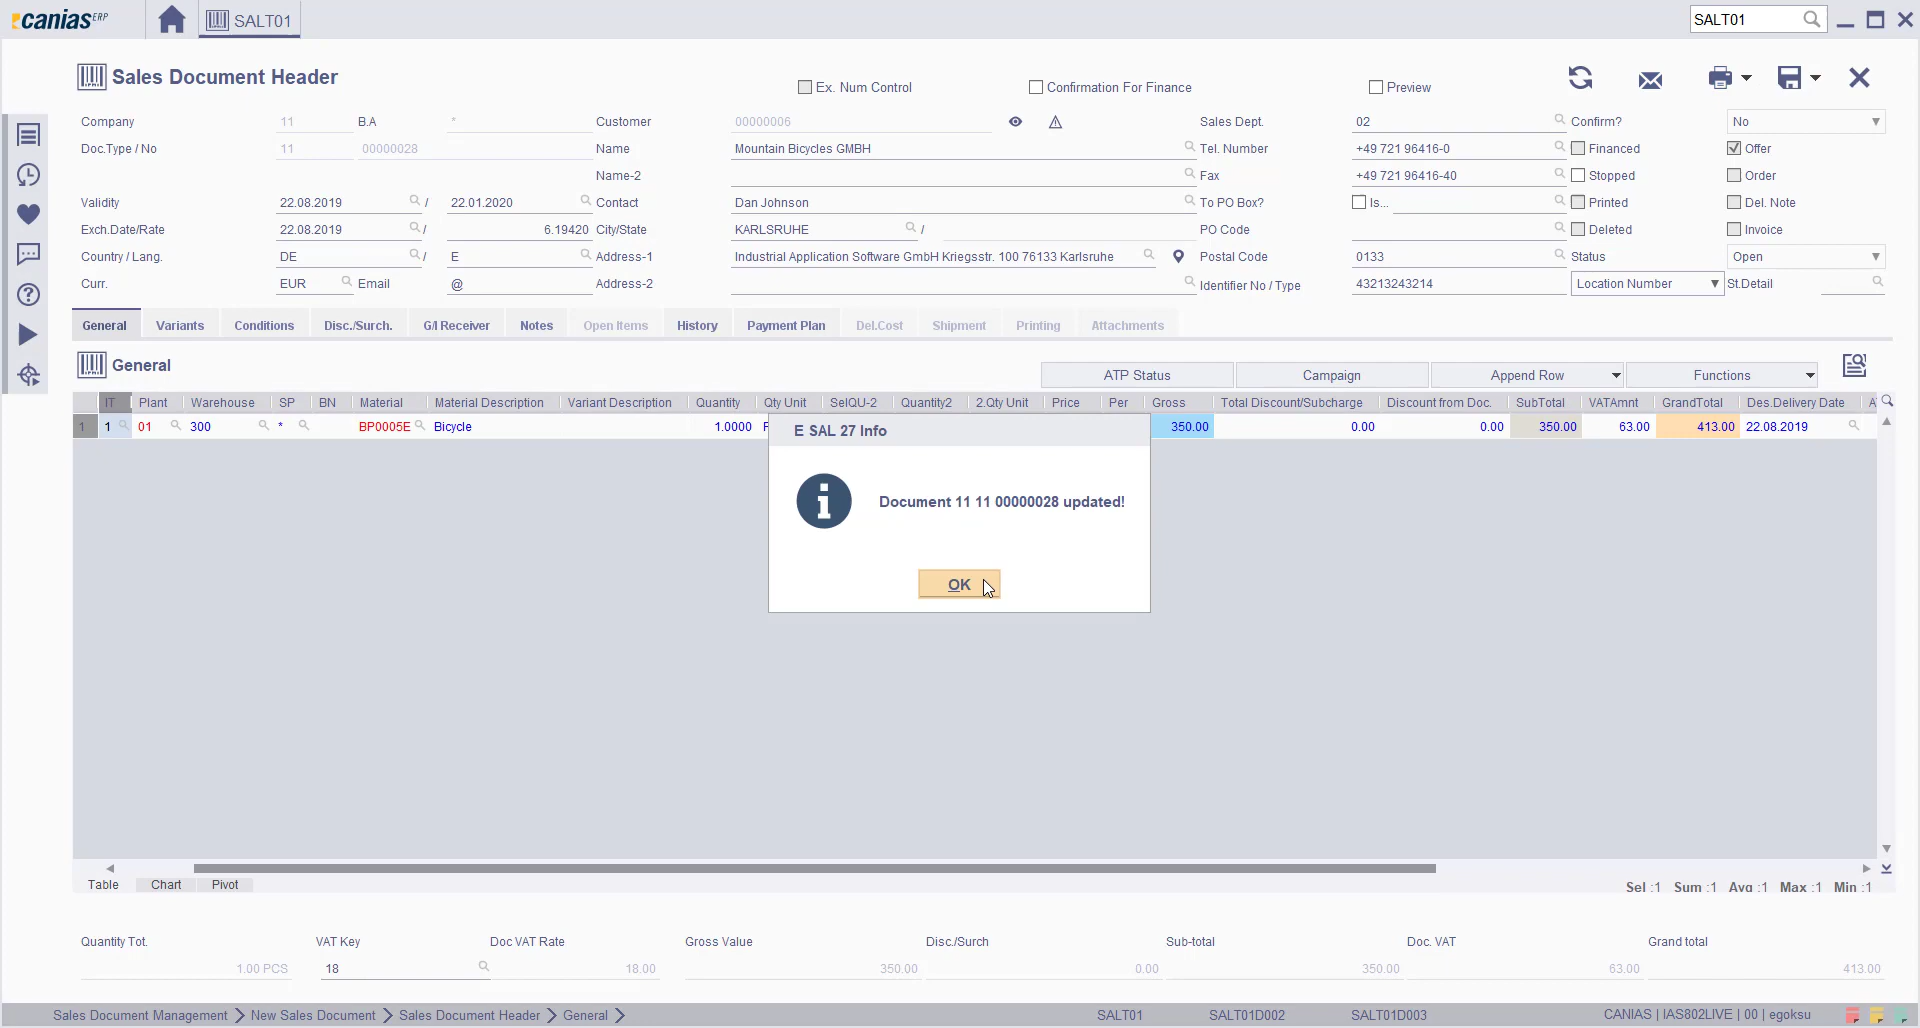 canias ERP SALT01 SALT01
Sales Document Header
Ex. Num Control Confirmation For Finance Preview
Company 11 B.A * Customer 00000006 Sales Dept. 02 Confirm? No
Doc.Type / No 11 00000028 Name Mountain Bicycles GMBH Tel. Number +49 721 96416-0 Financed Offer
Name-2 Fax +49 721 96416-40 Stopped Order
Validity 22.08.2019 / 22.01.2020 Contact Dan Johnson To PO Box? Is... Printed Del. Note
Exch.Date/Rate 22.08.2019 / 6.19420 City/State KARLSRUHE / PO Code Deleted Invoice
Country / Lang. DE / E Address-1 Industrial Application Software GmbH Kriegsstr. 100 76133 Karlsruhe Postal Code 0133 Status Open
Curr. EUR Email @ Address-2 Identifier No / Type 43213243214 Location Number St.Detail
General Variants Conditions Disc./Surch. G/I Receiver Notes Open Items History Payment Plan Del.Cost Shipment Printing Attachments
General
ATP Status Campaign Append Row Functions
IT Plant Warehouse SP BN Material Material Description Variant Description Quantity Qty Unit SelQU-2 Quantity2 2.Qty Unit Price Per Gross Total Discount/Subcharge Discount from Doc. SubTotal VATAmnt GrandTotal Des.Delivery Date A
1 1 01 300 * BP0005E Bicycle 1.0000 350.00 0.00 0.00 350.00 63.00 413.00 22.08.2019
E SAL 27 Info
Document 11 11 00000028 updated!
OK
Table Chart Pivot
Sel :1 Sum :1 Avg :1 Max :1 Min :1
Quantity Tot. VAT Key Doc VAT Rate Gross Value Disc./Surch Sub-total Doc. VAT Grand total
1.00 PCS 18 18.00 350.00 0.00 350.00 63.00 413.00
Sales Document Management New Sales Document Sales Document Header General SALT01 SALT01D002 SALT01D003 CANIAS | IAS802LIVE | 00 | egoksu